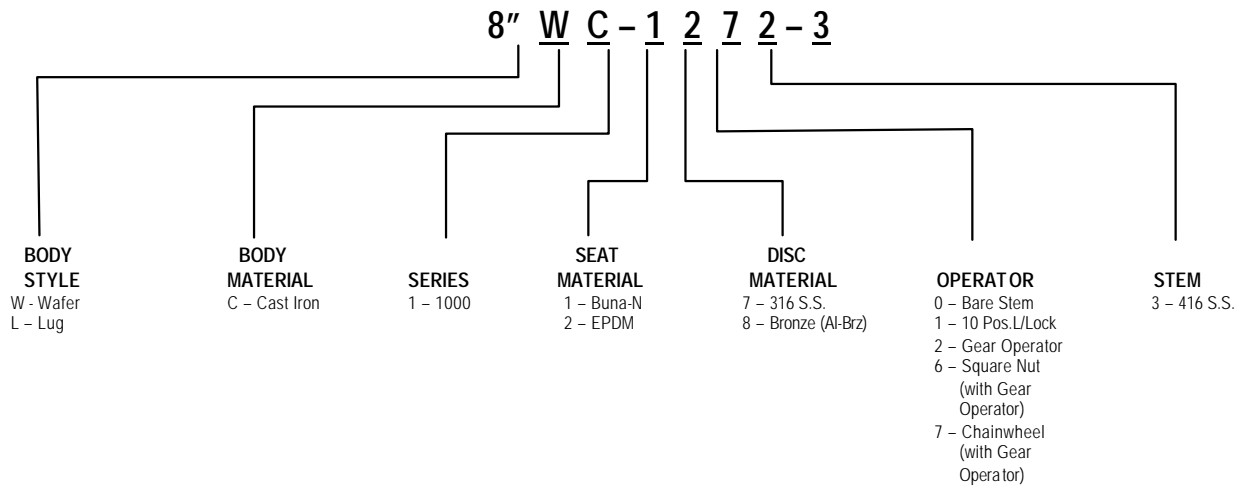 8″ W C – 1 2 7 2 – 3
BODY
STYLE
W - Wafer
L – Lug
BODY
MATERIAL
C – Cast Iron
SERIES
1 – 1000
SEAT
MATERIAL
1 – Buna-N
2 – EPDM
DISC
MATERIAL
7 – 316 S.S.
8 – Bronze (Al-Brz)
OPERATOR
0 – Bare Stem
1 – 10 Pos.L/Lock
2 – Gear Operator
6 – Square Nut
(with Gear
Operator)
7 – Chainwheel
(with Gear
Operator)
STEM
3 – 416 S.S.